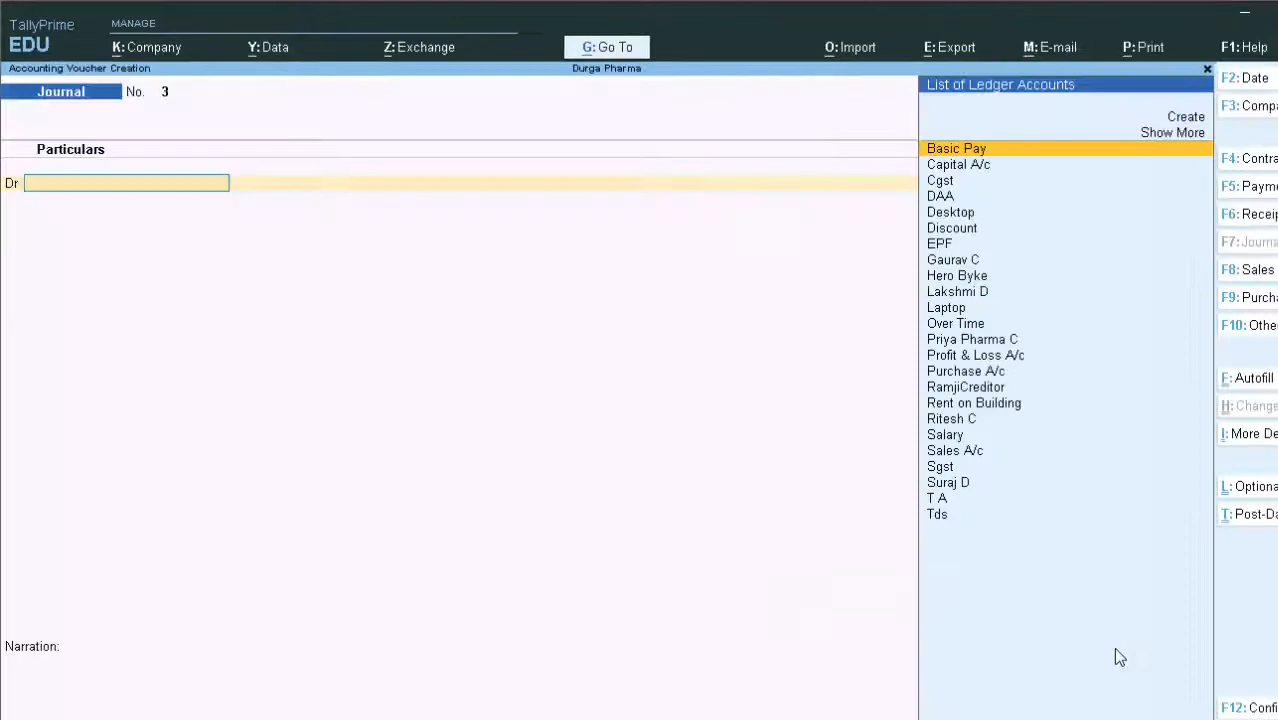 TallyPrime
MANAGE
EDU
K: Company
Y: Data
Z: Exchange
G: Go To
O: Import
E: Export
M: E-mail
P: Print
F1: Help
Accounting Voucher Creation
Durga Pharma
Journal No. 3
Particulars
Dr
Narration:
List of Ledger Accounts
Create
Show More
Basic Pay
Capital A/c
Cgst
DAA
Desktop
Discount
EPF
Gaurav C
Hero Byke
Lakshmi D
Laptop
Over Time
Priya Pharma C
Profit & Loss A/c
Purchase A/c
RamjiCreditor
Rent on Building
Ritesh C
Salary
Sales A/c
Sgst
Suraj D
T A
Tds
F2: Date
F3: Compa
F4: Contra
F5: Payme
F6: Receip
F7: Journa
F8: Sales
F9: Purcha
F10: Othe
F: Autofill
H: Change
I: More De
L: Optiona
T: Post-Da
F12: Confi